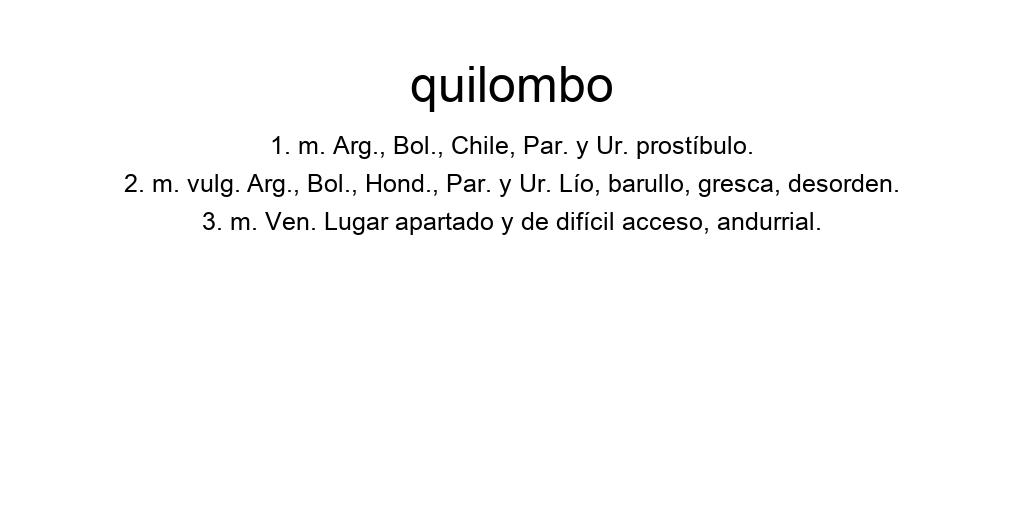 quilombo
1. m. Arg., Bol., Chile, Par. y Ur. prostíbulo.
2. m. vulg. Arg., Bol., Hond., Par. y Ur. Lío, barullo, gresca, desorden.
3. m. Ven. Lugar apartado y de difícil acceso, andurrial.